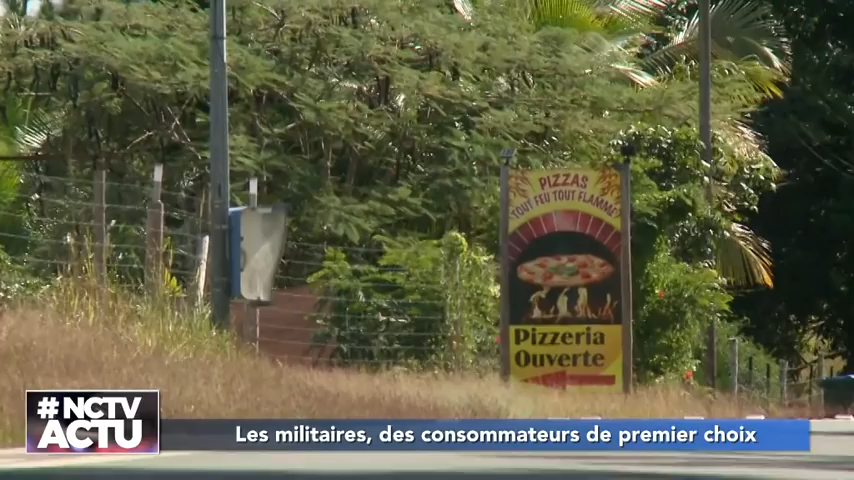 PIZZAS
TOUT FEU TOUT FLAMME
Pizzeria
Ouverte
#NCTV
ACTU
Les militaires, des consommateurs de premier choix